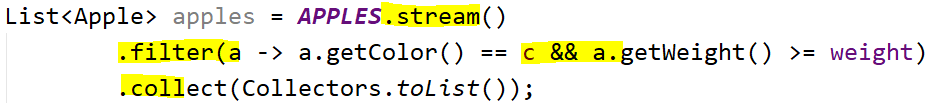 List<Apple> apples = APPLES.stream()
.filter(a -> a.getColor() == c && a.getWeight() >= weight)
.collect(Collectors.toList());